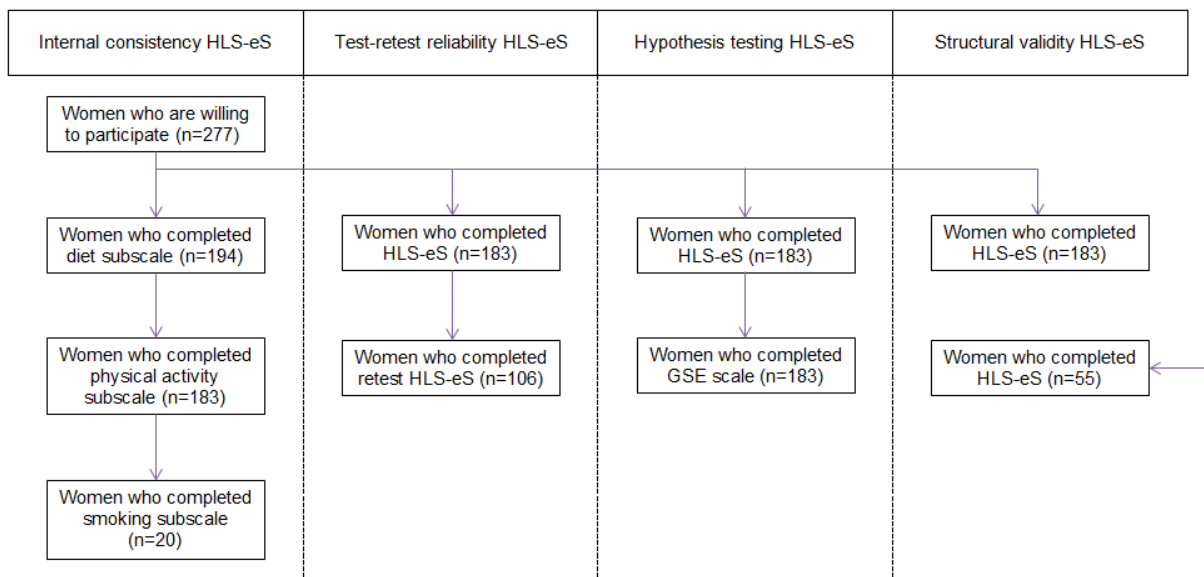 Internal consistency HLS-eS
Test-retest reliability HLS-eS
Hypothesis testing HLS-eS
Structural validity HLS-eS
Women who are willing
to participate (n=277)
Women who completed
diet subscale (n=194)
Women who completed
physical activity
subscale (n=183)
Women who completed
smoking subscale
(n=20)
Women who completed
HLS-eS (n=183)
Women who completed
retest HLS-eS (n=106)
Women who completed
HLS-eS (n=183)
Women who completed
GSE scale (n=183)
Women who completed
HLS-eS (n=183)
Women who completed
HLS-eS (n=55)